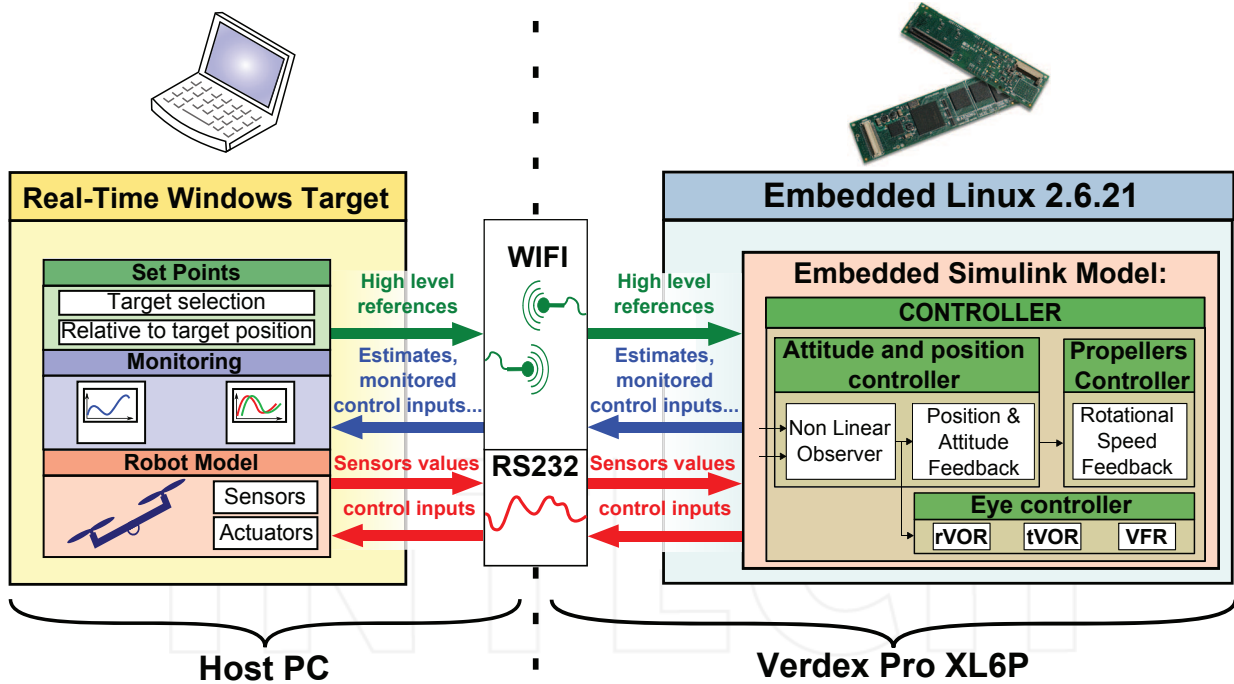 Real-Time Windows Target
Set Points
Target selection
Relative to target position
Monitoring
Robot Model
Sensors
Actuators
High level
references
Estimates,
monitored
control inputs...
Sensors values
control inputs
WIFI
RS232
High level
references
Estimates,
monitored
control inputs...
Sensors values
control inputs
Embedded Linux 2.6.21
Embedded Simulink Model:
CONTROLLER
Attitude and position
controller
Non Linear
Observer
Position &
Attitude
Feedback
Propellers
Controller
Rotational
Speed
Feedback
Eye controller
rVOR
tVOR
VFR
Host PC
Verdex Pro XL6P
INTECH